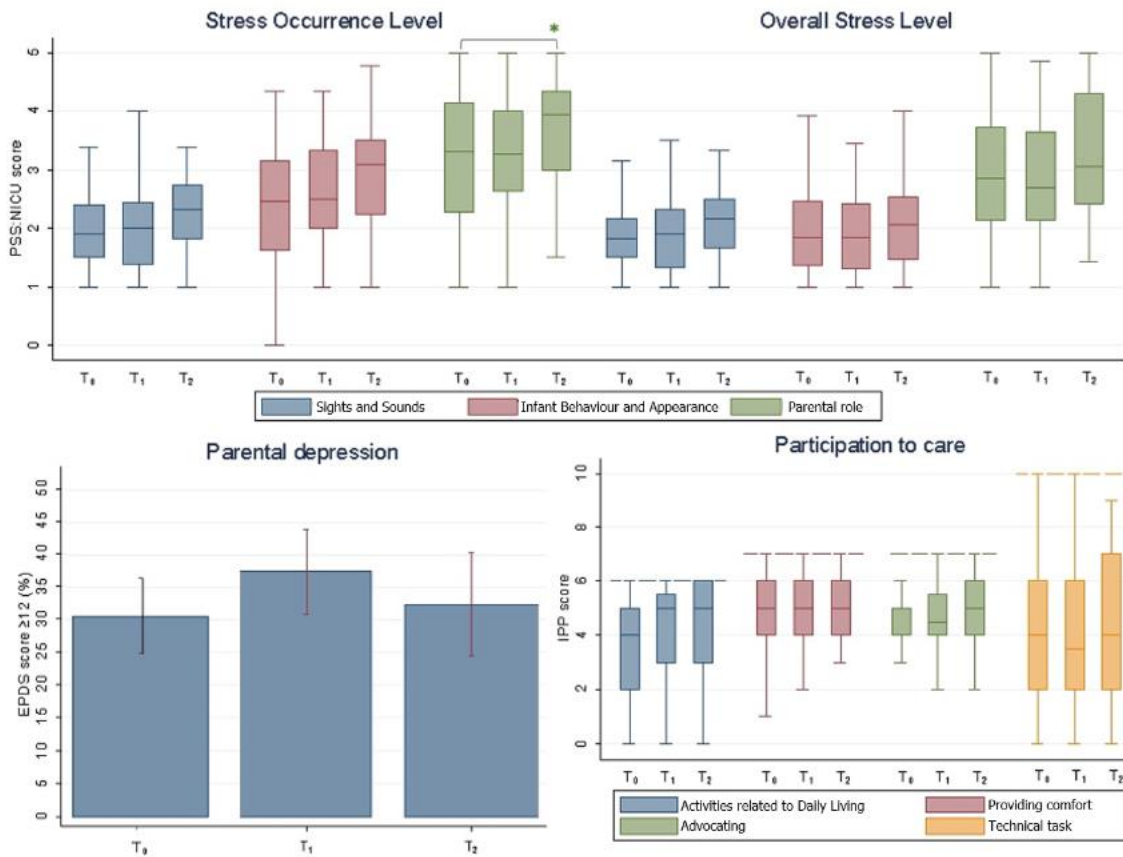 Stress Occurrence Level
Overall Stress Level
*
PSS:NICU score
5
4
3
2
1
0
T₀ T₁ T₂ T₀ T₁ T₂ T₀ T₁ T₂ T₀ T₁ T₂ T₀ T₁ T₂ T₀ T₁ T₂
Sights and Sounds Infant Behaviour and Appearance Parental role
Parental depression
EPDS score ≥12 (%)
50
45
40
35
30
25
20
15
10
5
0
T₀ T₁ T₂
Participation to care
IPP score
10
8
6
4
2
0
T₀ T₁ T₂ T₀ T₁ T₂ T₀ T₁ T₂ T₀ T₁ T₂
Activities related to Daily Living Providing comfort
Advocating Technical task